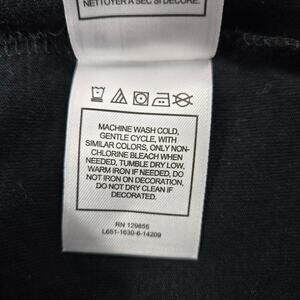 NETTOYER A SEC SI DECORE.
MACHINE WASH COLD,
GENTLE CYCLE, WITH
SIMILAR COLORS, ONLY NON-
CHLORINE BLEACH WHEN
NEEDED, TUMBLE DRY LOW,
WARM IRON IF NEEDED, DO
NOT IRON ON DECORATION,
DO NOT DRY CLEAN IF
DECORATED.
RN 129856
L651-1630-6-14209